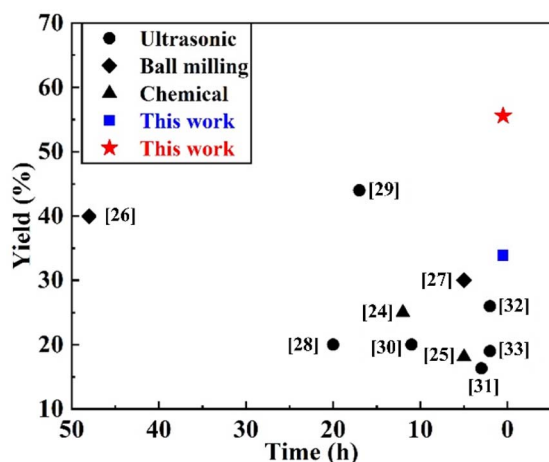 70
60
50
40
30
20
10
Yield (%)
Ultrasonic
Ball milling
Chemical
This work
This work
[29]
[26]
[27]
[32]
[24]
[28]
[30]
[25]
[33]
[31]
50 40 30 20 10 0
Time (h)